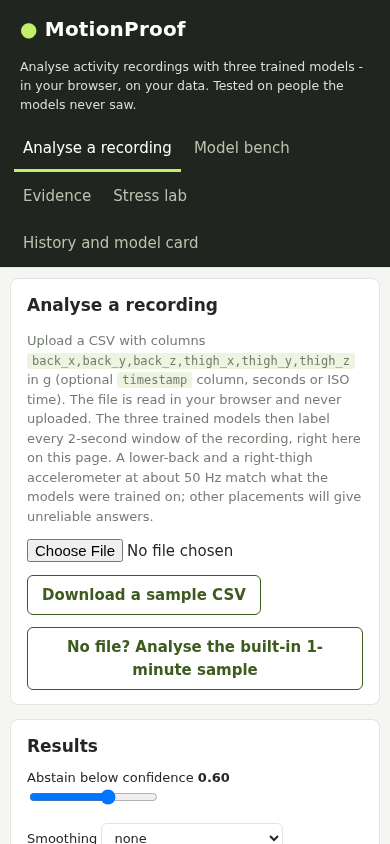 MotionProof
Analyse activity recordings with three trained models -
in your browser, on your data. Tested on people the
models never saw.
Analyse a recording
Model bench
Evidence
Stress lab
History and model card
Analyse a recording
Upload a CSV with columns
back_x,back_y,back_z,thigh_x,thigh_y,thigh_z
in g (optional timestamp column, seconds or ISO
time). The file is read in your browser and never
uploaded. The three trained models then label
every 2-second window of the recording, right here
on this page. A lower-back and a right-thigh
accelerometer at about 50 Hz match what the
models were trained on; other placements will give
unreliable answers.
Choose File No file chosen
Download a sample CSV
No file? Analyse the built-in 1-
minute sample
Results
Abstain below confidence 0.60
Smoothing none